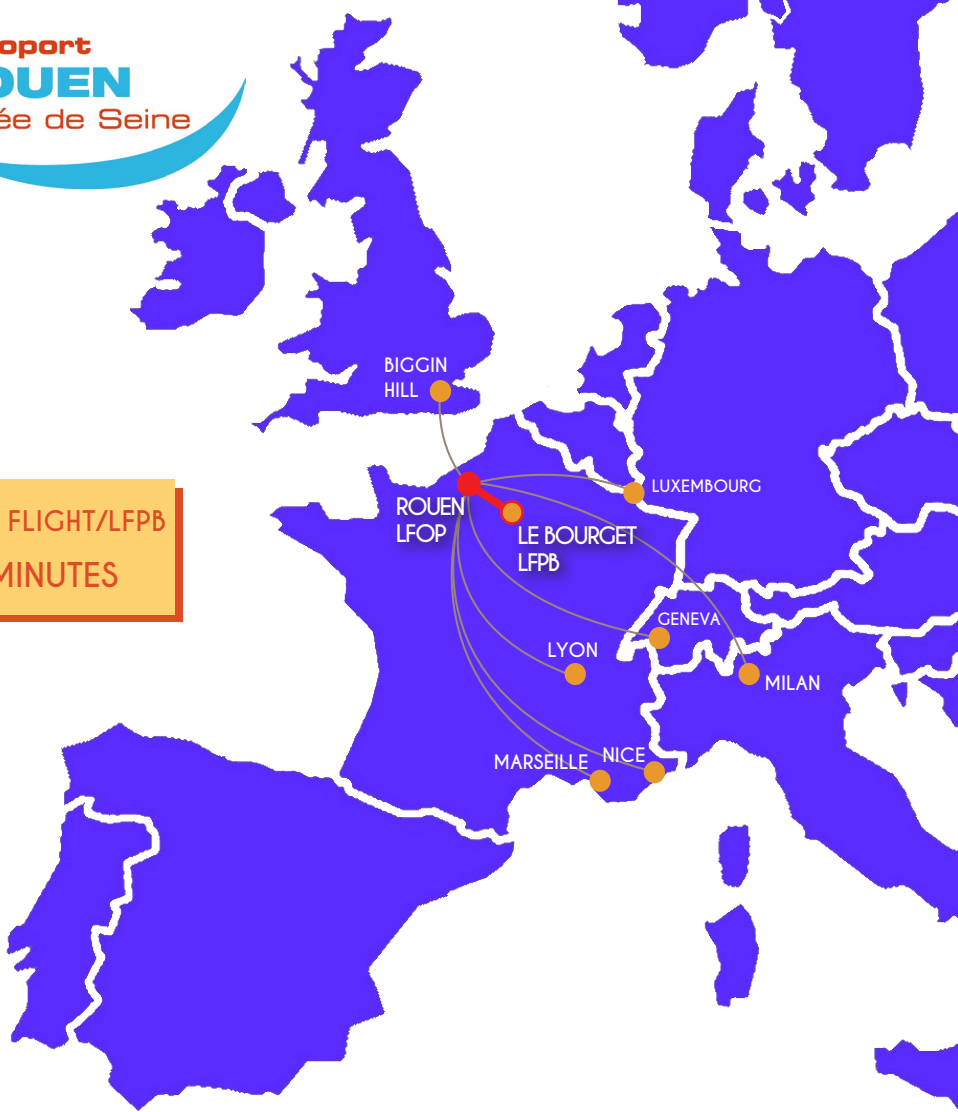 oport
OUEN
ée de Seine
BIGGIN
HILL
FLIGHT/LFPB
MINUTES
ROUEN
LFOP
LE BOURGET
LFPB
LUXEMBOURG
GENEVA
LYON
MILAN
MARSEILLE
NICE